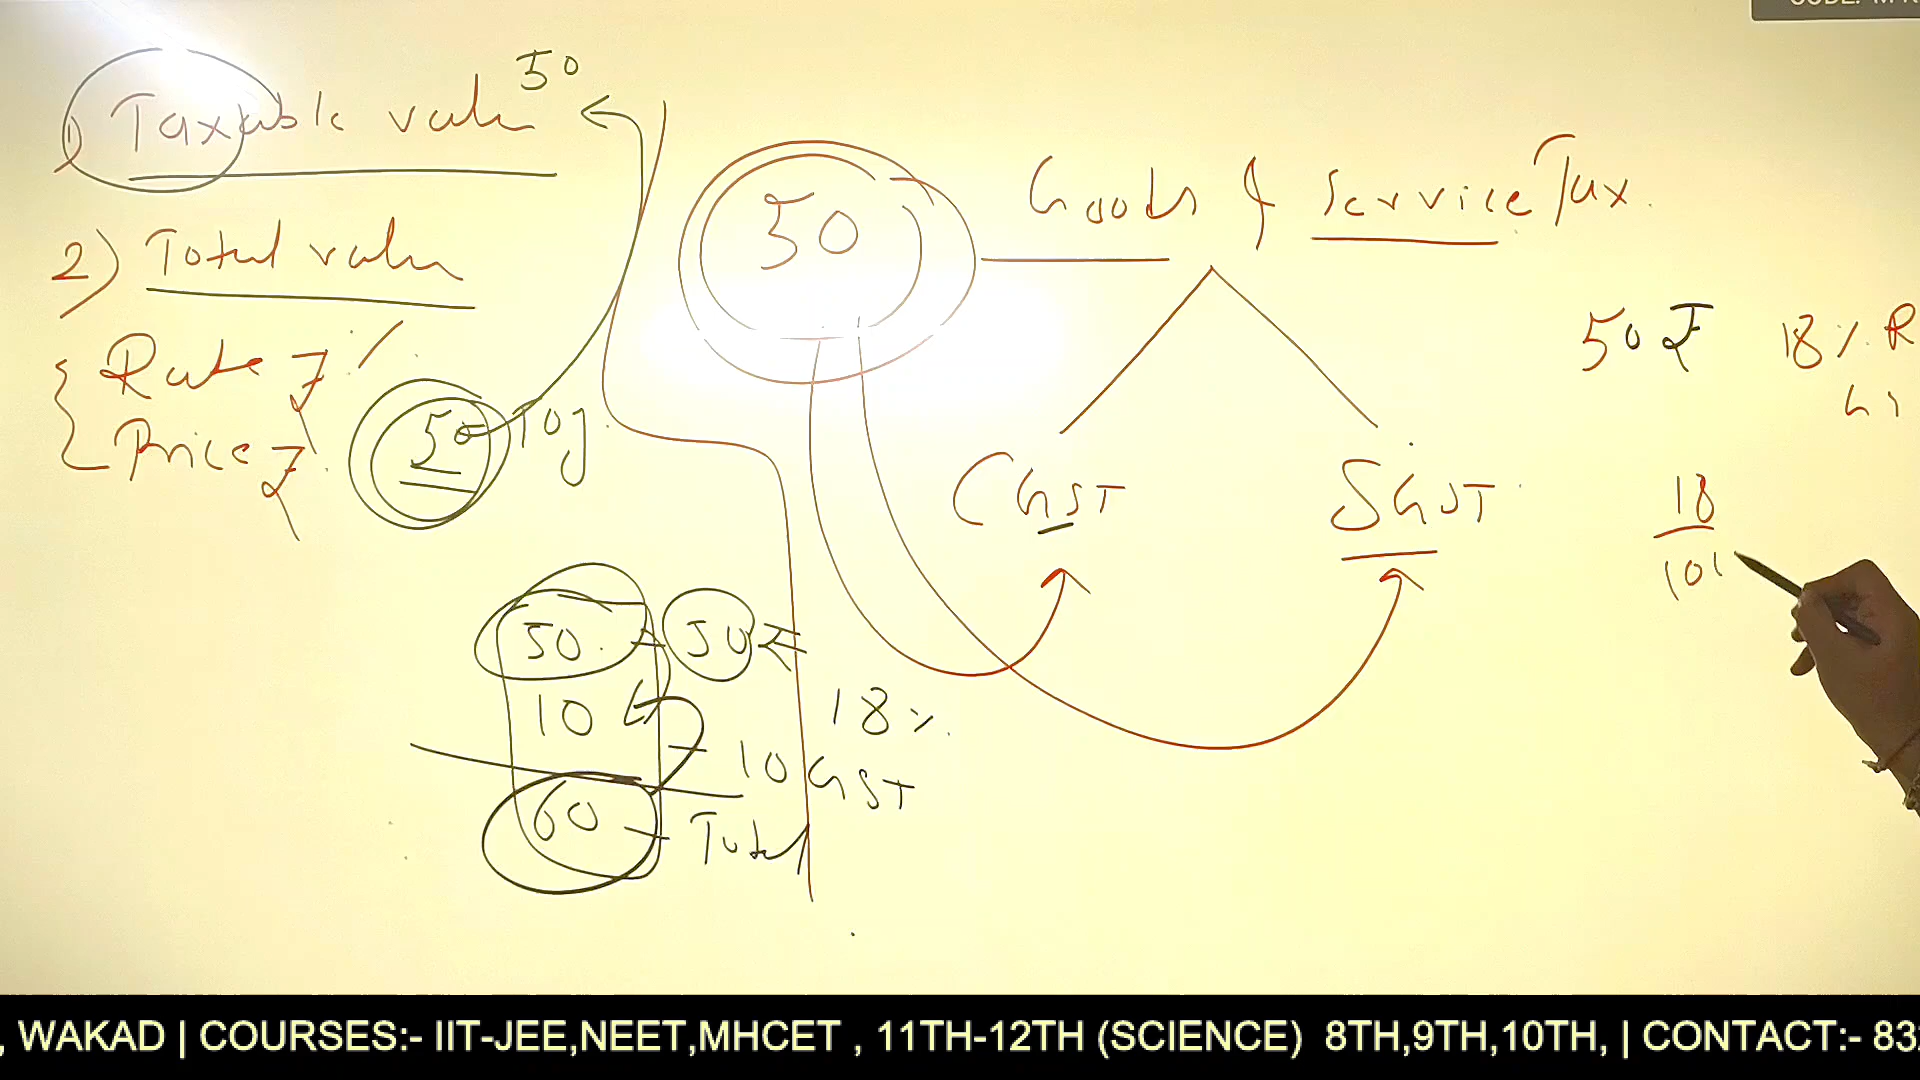 1) Taxable value 50
2) Total value
Rate ₹ %
Price ₹
50 Tog
50
Goods & Service Tax.
CGST
SGST
50 ₹ 18 % R
18
10
50 = 50 ₹
10
18 %.
10 GST
60 - Total
, WAKAD | COURSES:- IIT-JEE,NEET,MHCET , 11TH-12TH (SCIENCE) 8TH,9TH,10TH, | CONTACT:- 83